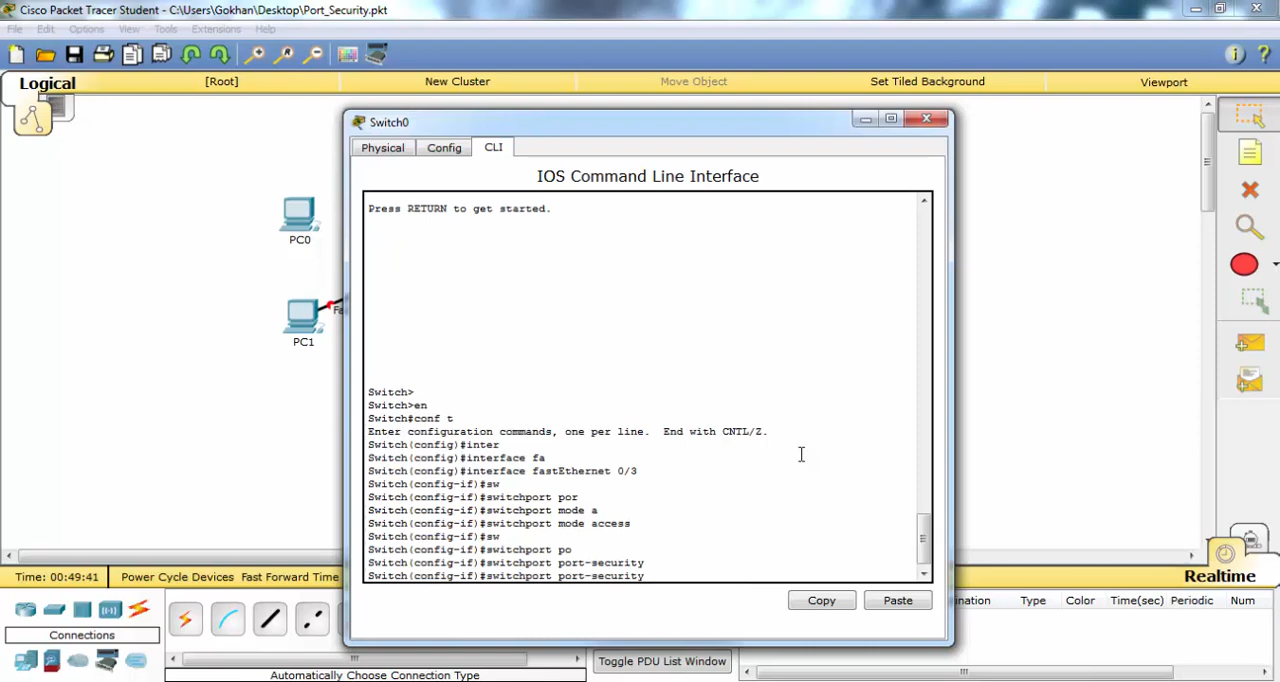 Cisco Packet Tracer Student - C:\Users\Gokhan\Desktop\Port_Security.pkt
File Edit Options View Tools Extensions Help
Logical [Root] New Cluster Move Object Set Tiled Background Viewport
Switch0
Physical Config CLI
IOS Command Line Interface
Press RETURN to get started.
PC0
PC1
Fa
Switch>
Switch>en
Switch#conf t
Enter configuration commands, one per line.  End with CNTL/Z.
Switch(config)#inter
Switch(config)#interface fa
Switch(config)#interface fastEthernet 0/3
Switch(config-if)#sw
Switch(config-if)#switchport por
Switch(config-if)#switchport mode a
Switch(config-if)#switchport mode access
Switch(config-if)#sw
Switch(config-if)#switchport po
Switch(config-if)#switchport port-security
Switch(config-if)#switchport port-security
Copy Paste
Time: 00:49:41 Power Cycle Devices Fast Forward Time
Realtime
ination Type Color Time(sec) Periodic Num
Connections
Automatically Choose Connection Type
Toggle PDU List Window